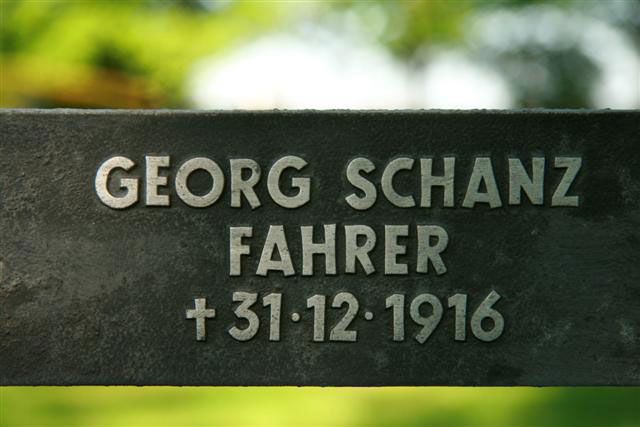 GEORG SCHANZ
FAHRER
✝31·12·1916